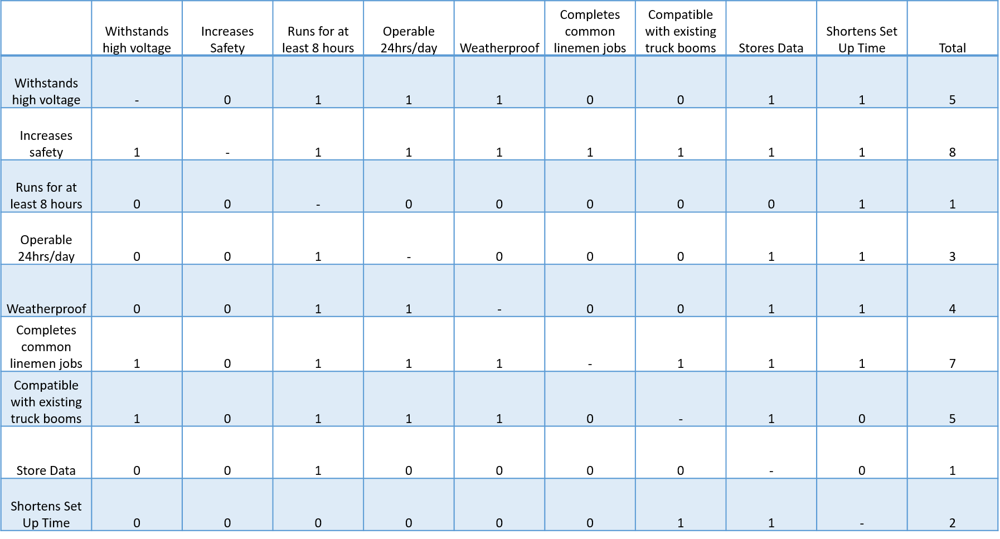 Withstands
high voltage
Increases
Safety
Runs for at
least 8 hours
Operable
24hrs/day
Weatherproof
Completes
common
linemen jobs
Compatible
with existing
truck booms
Stores Data
Shortens Set
Up Time
Total
Withstands
high voltage - 0 1 1 1 0 0 1 1 5
Increases
safety 1 - 1 1 1 1 1 1 1 8
Runs for at
least 8 hours 0 0 - 0 0 0 0 0 1 1
Operable
24hrs/day 0 0 1 - 0 0 0 1 1 3
Weatherproof 0 0 1 1 - 0 0 1 1 4
Completes
common
linemen jobs 1 0 1 1 1 - 1 1 1 7
Compatible
with existing
truck booms 1 0 1 1 1 0 - 1 0 5
Store Data 0 0 1 0 0 0 0 - 0 1
Shortens Set
Up Time 0 0 0 0 0 0 1 1 - 2